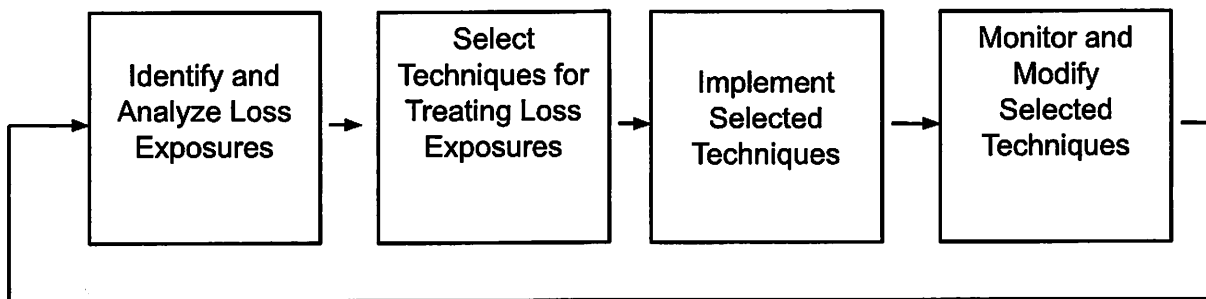 Identify and
Analyze Loss
Exposures
Select
Techniques for
Treating Loss
Exposures
Implement
Selected
Techniques
Monitor and
Modify
Selected
Techniques